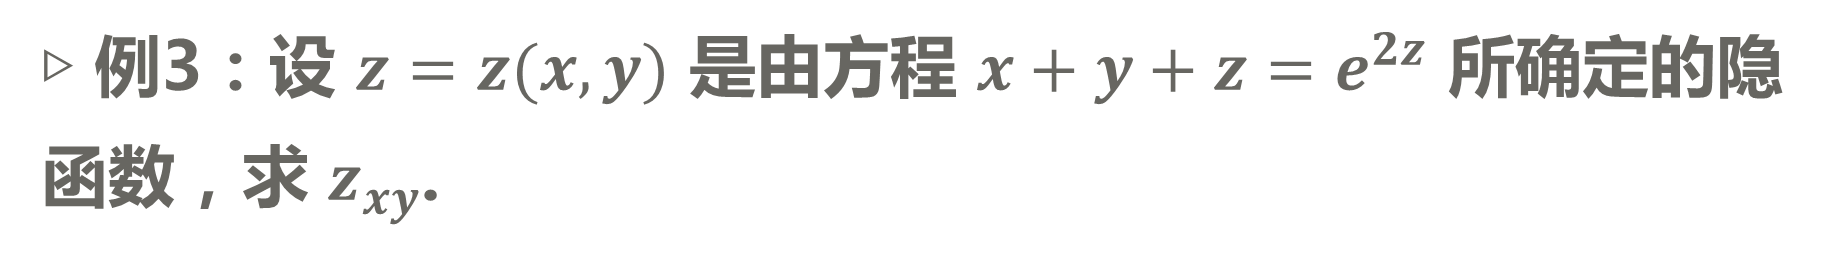 ▷ 例3：设 $z = z(x, y)$ 是由方程 $x + y + z = e^{2z}$ 所确定的隐
函数，求 $z_{xy}$.